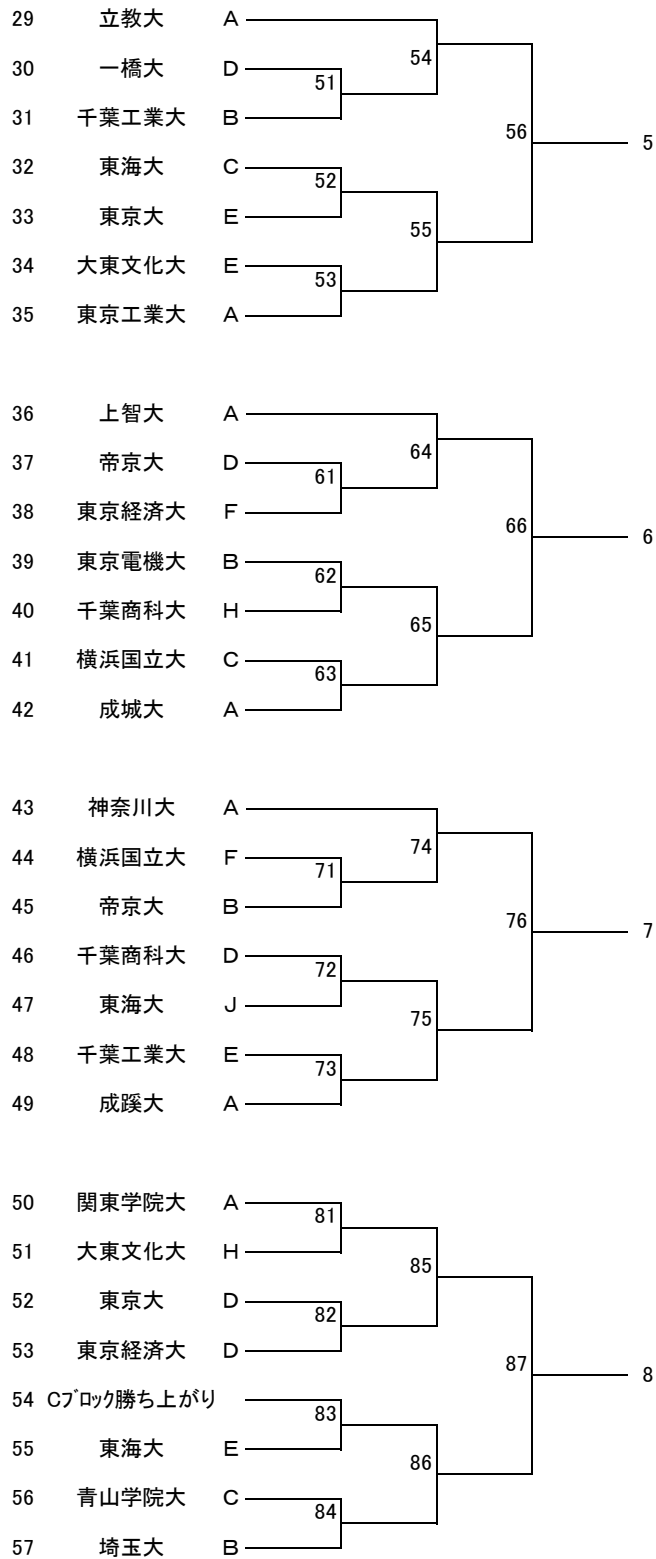 29 立教大 A
54
30 一橋大 D
51
31 千葉工業大 B
56
5
32 東海大 C
52
33 東京大 E
55
34 大東文化大 E
53
35 東京工業大 A
36 上智大 A
64
37 帝京大 D
61
38 東京経済大 F
66
6
39 東京電機大 B
62
40 千葉商科大 H
65
41 横浜国立大 C
63
42 成城大 A
43 神奈川大 A
74
44 横浜国立大 F
71
45 帝京大 B
76
7
46 千葉商科大 D
72
47 東海大 J
75
48 千葉工業大 E
73
49 成蹊大 A
50 関東学院大 A
81
51 大東文化大 H
85
52 東京大 D
82
53 東京経済大 D
87
8
54 Cブロック勝ち上がり
83
55 東海大 E
86
56 青山学院大 C
84
57 埼玉大 B